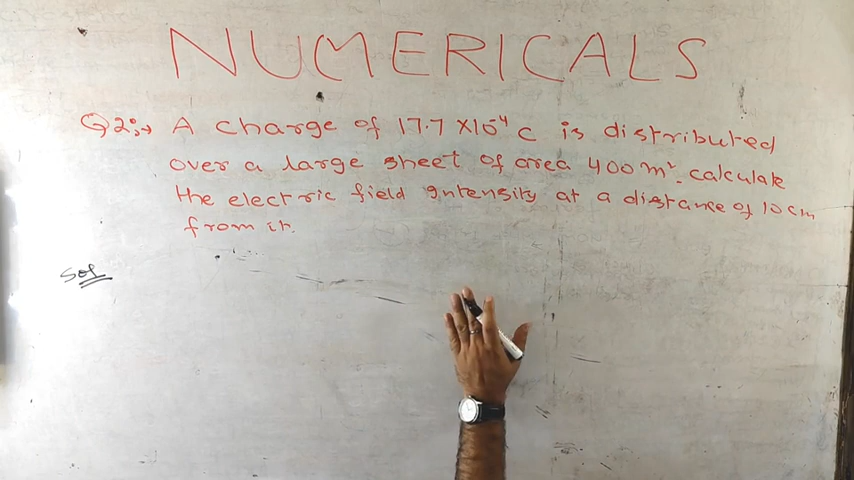 NUMERICALS
Q2:→ A charge of 17.7 X10⁻⁴ C is distributed
over a large sheet of area 400 m². calculate
the electric field intensity at a distance of 10 cm
from it.
Sol